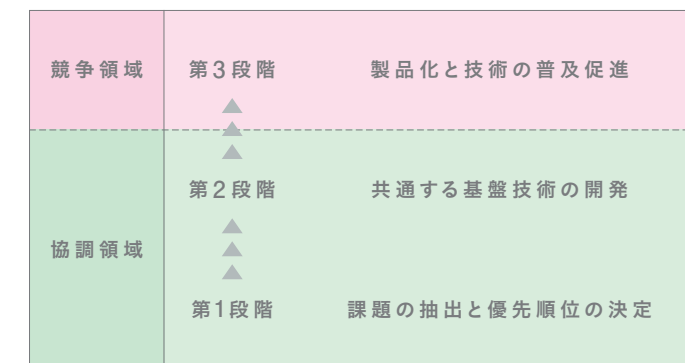 競争領域
第3段階
製品化と技術の普及促進
第2段階
共通する基盤技術の開発
協調領域
第1段階
課題の抽出と優先順位の決定